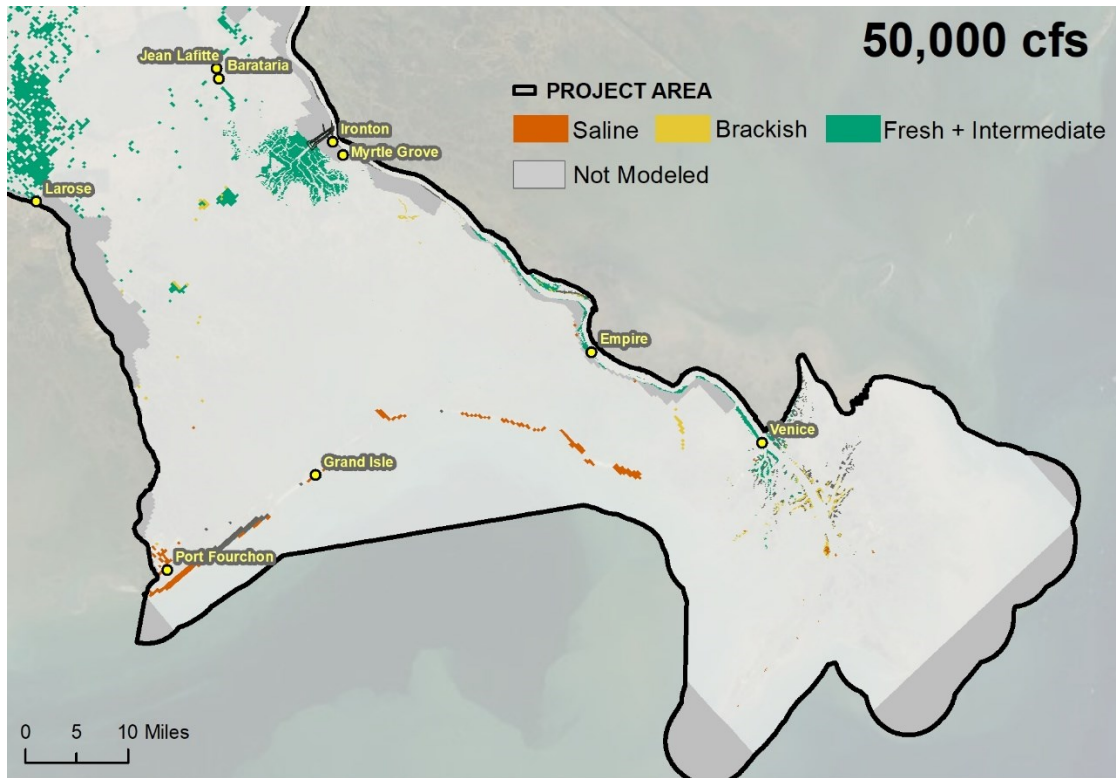 50,000 cfs
PROJECT AREA
Saline Brackish Fresh + Intermediate
Not Modeled
Jean Lafitte
Barataria
Ironton
Myrtle Grove
Larose
Empire
Venice
Grand Isle
Port Fourchon
0 5 10 Miles